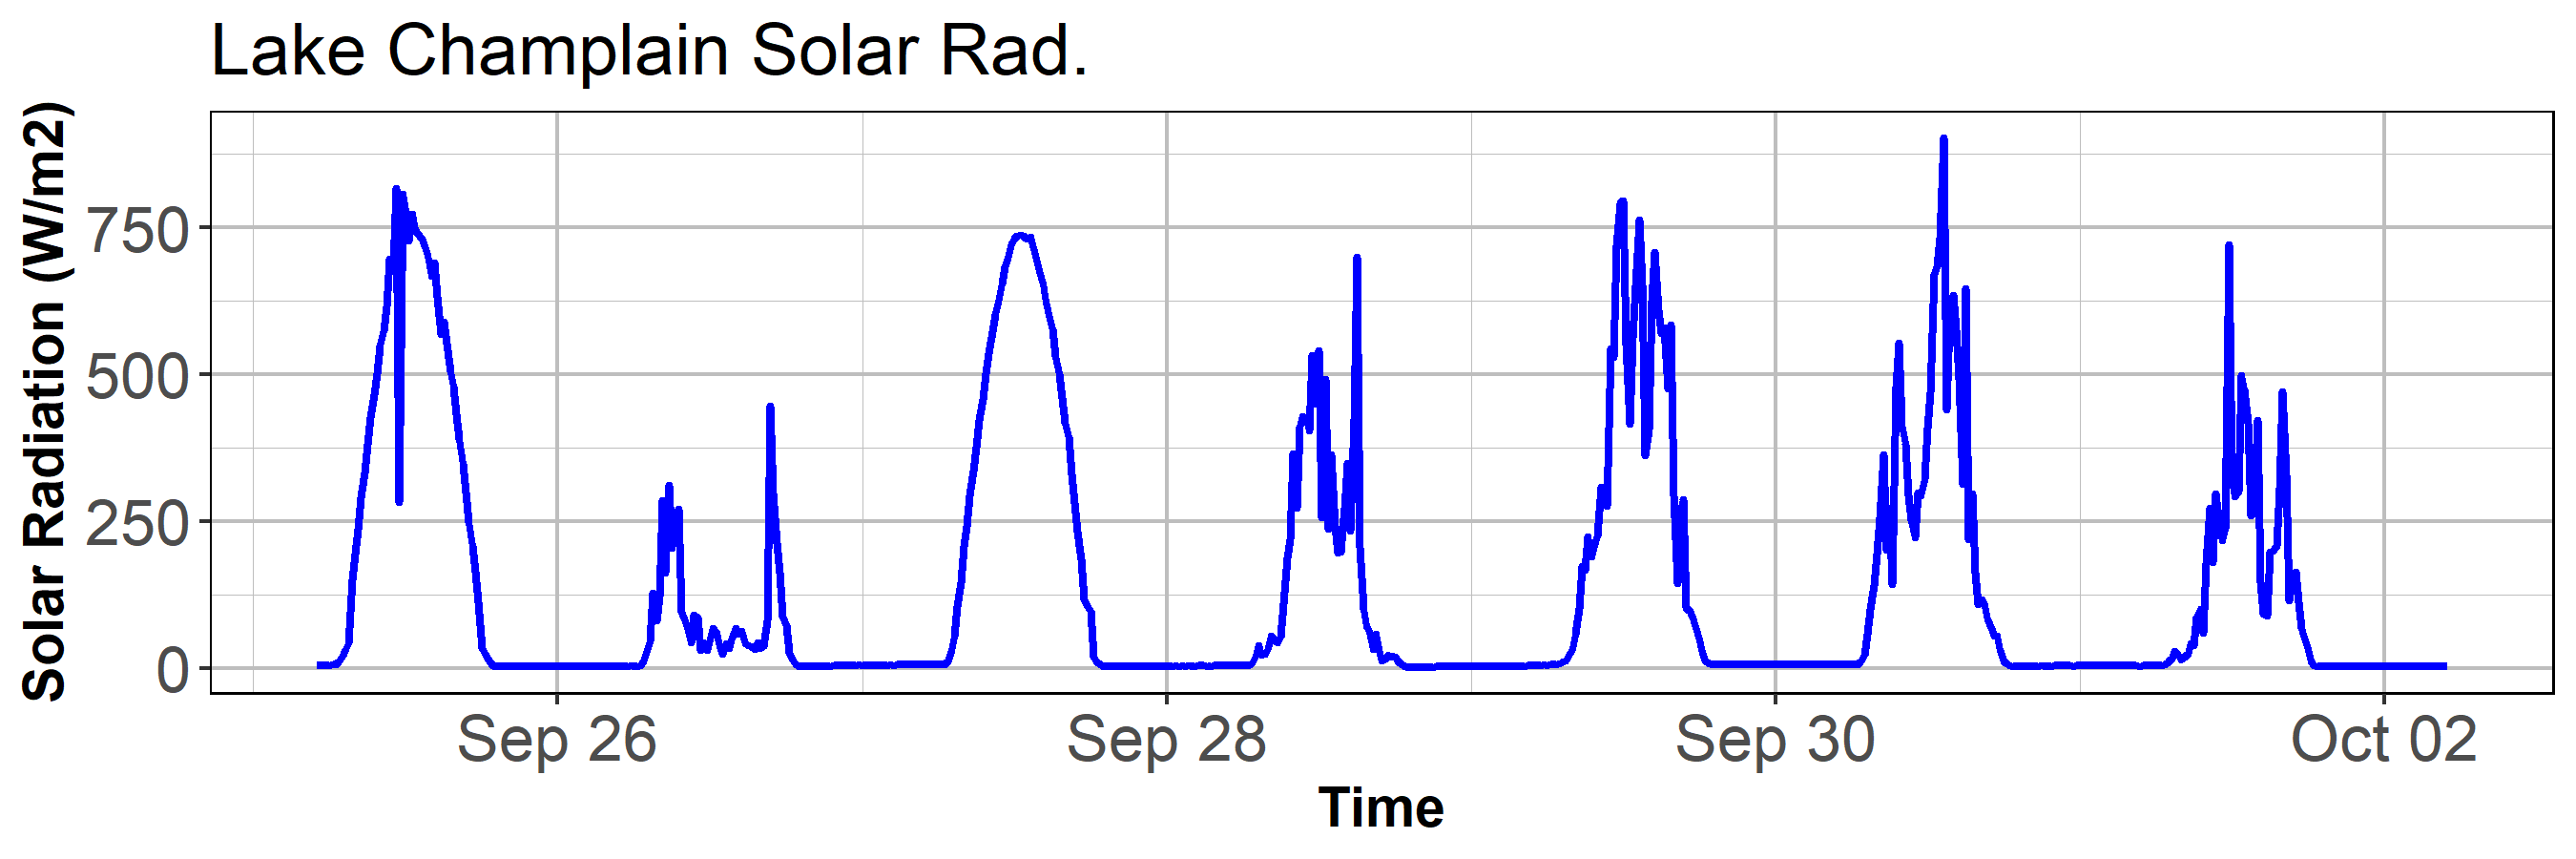 Lake Champlain Solar Rad.
Solar Radiation (W/m2)
750
500
250
0
Sep 26 Sep 28 Sep 30 Oct 02
Time